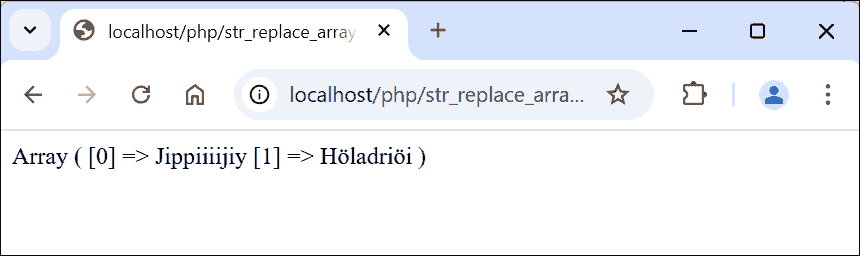 localhost/php/str_replace_array
localhost/php/str_replace_arra...
Array ( [0] => Jippiiiijiy [1] => Höladriöi )